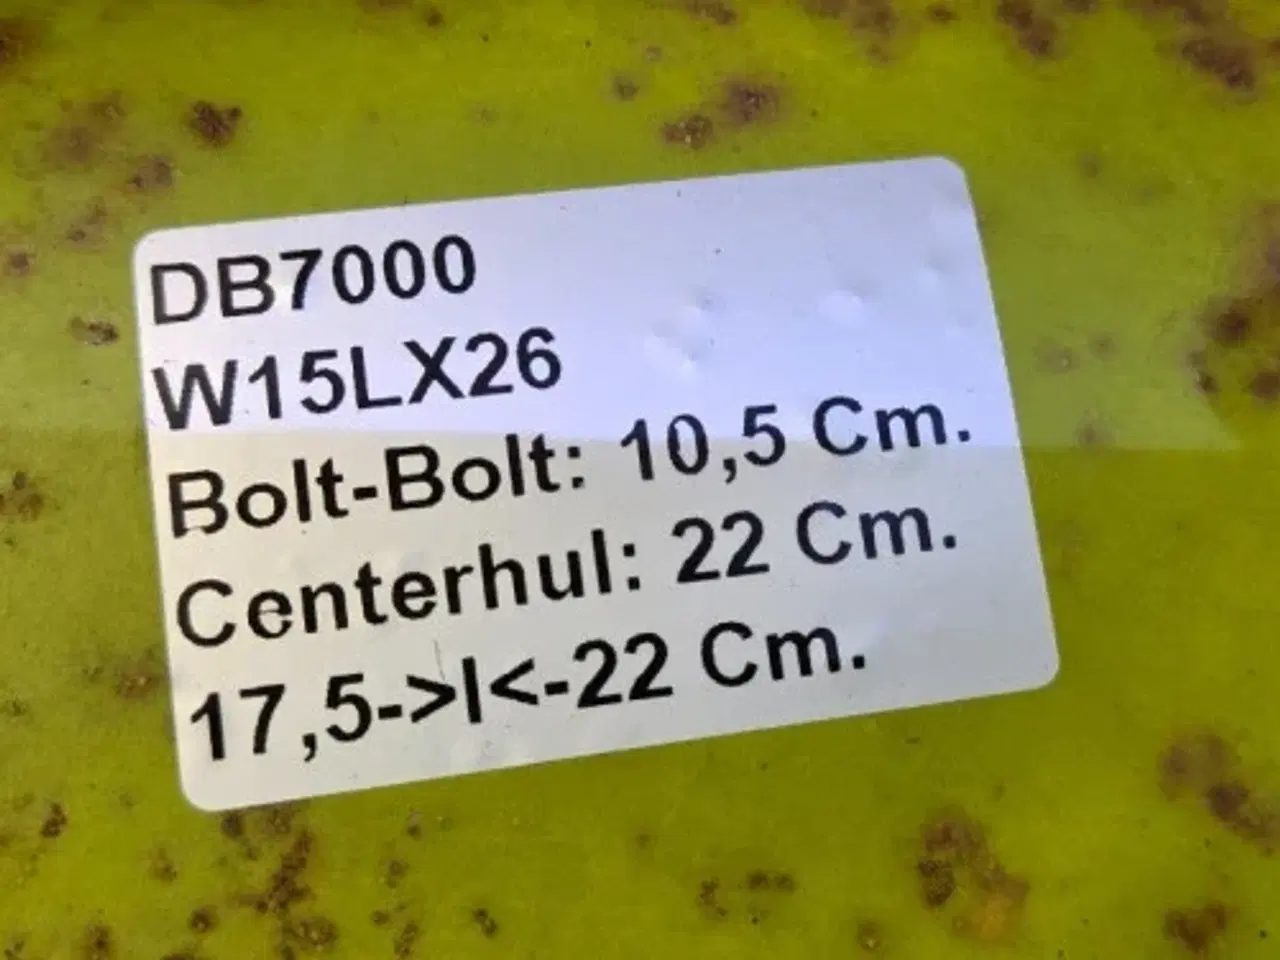 DB7000
W15LX26
Bolt-Bolt: 10,5 Cm.
Centerhul: 22 Cm.
17,5->|<-22 Cm.